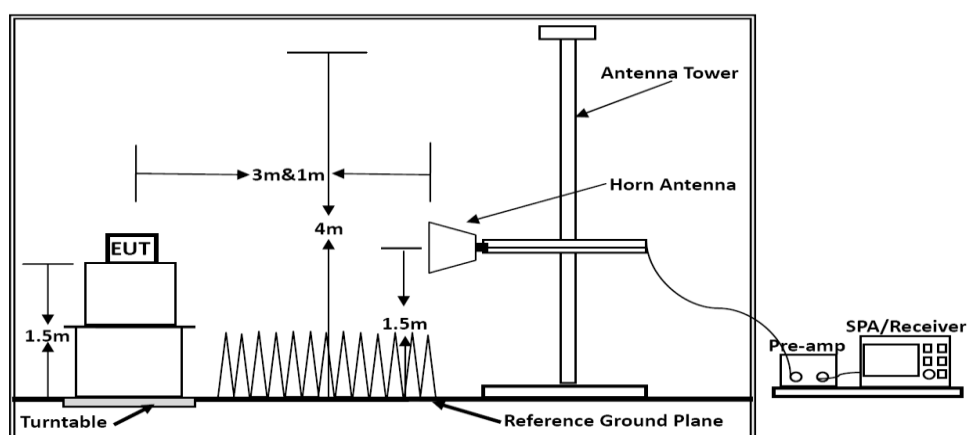 Antenna Tower
3m&1m
Horn Antenna
4m
EUT
1.5m
1.5m
SPA/Receiver
Pre-amp
Turntable
Reference Ground Plane